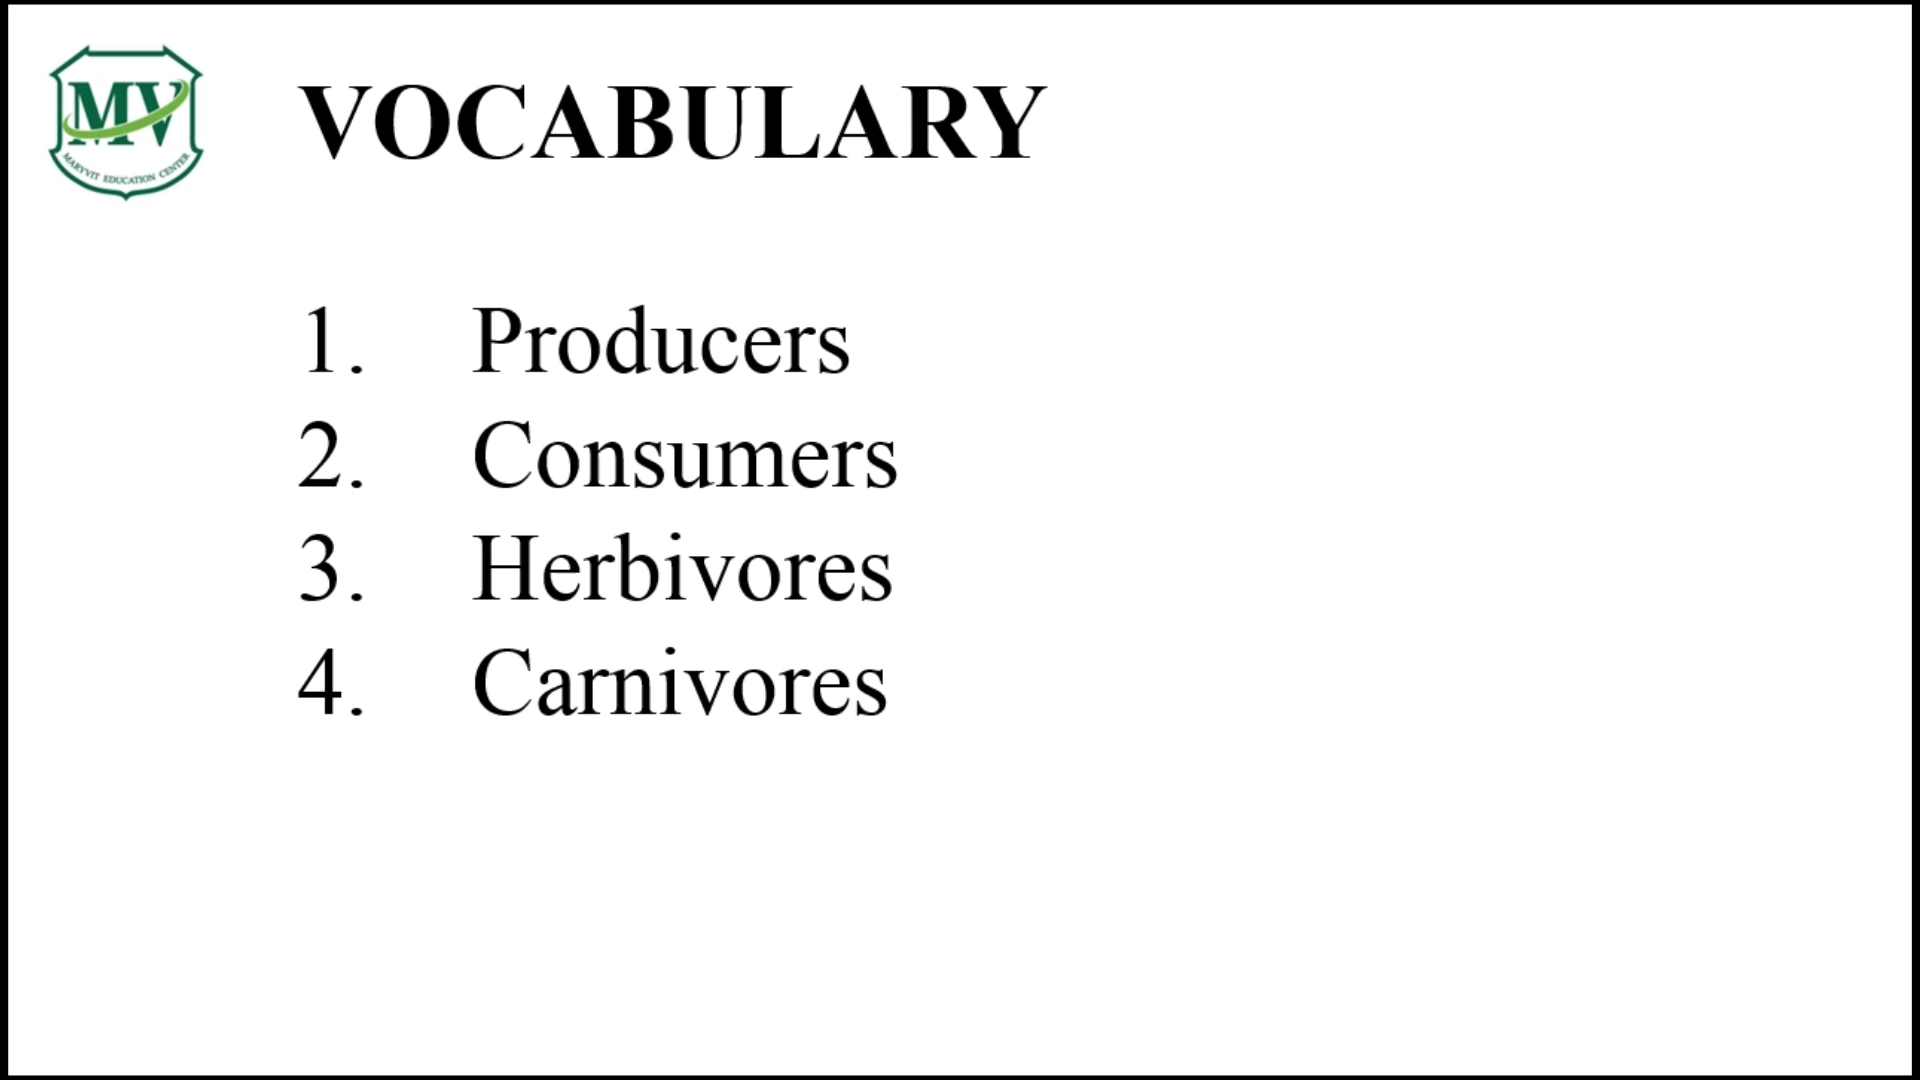 MV
MARYVIT EDUCATION CENTER
VOCABULARY
1. Producers
2. Consumers
3. Herbivores
4. Carnivores